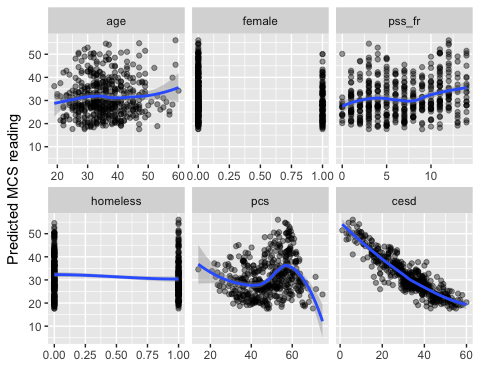 age female pss_fr
50
40
30
20
10
20 30 40 50 60 0.00 0.25 0.50 0.75 1.00 0 5 10
Predicted MCS reading
homeless pcs cesd
50
40
30
20
10
0.00 0.25 0.50 0.75 1.00 20 40 60 0 20 40 60